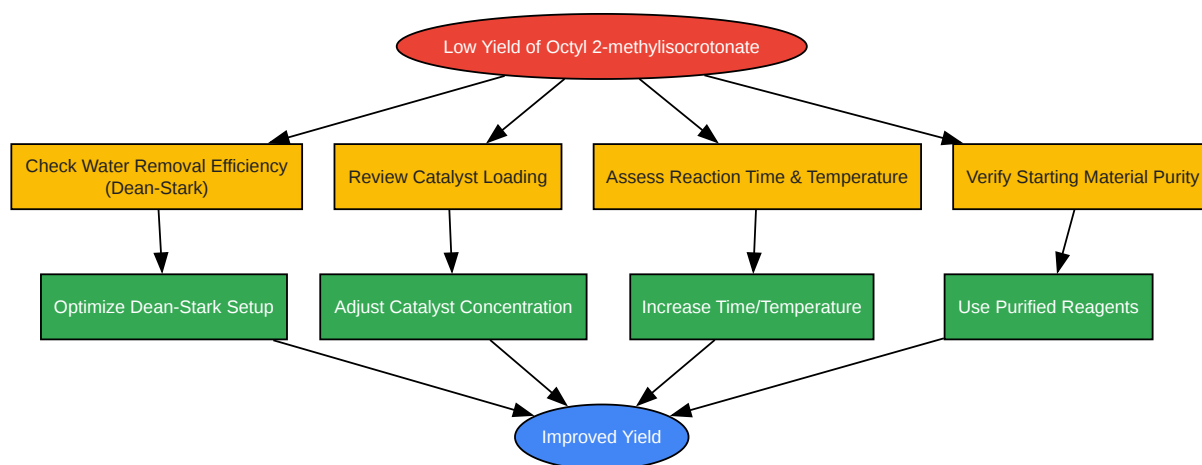 Low Yield of Octyl 2-methylisocrotonate
Check Water Removal Efficiency
(Dean-Stark)
Review Catalyst Loading
Assess Reaction Time & Temperature
Verify Starting Material Purity
Optimize Dean-Stark Setup
Adjust Catalyst Concentration
Increase Time/Temperature
Use Purified Reagents
Improved Yield